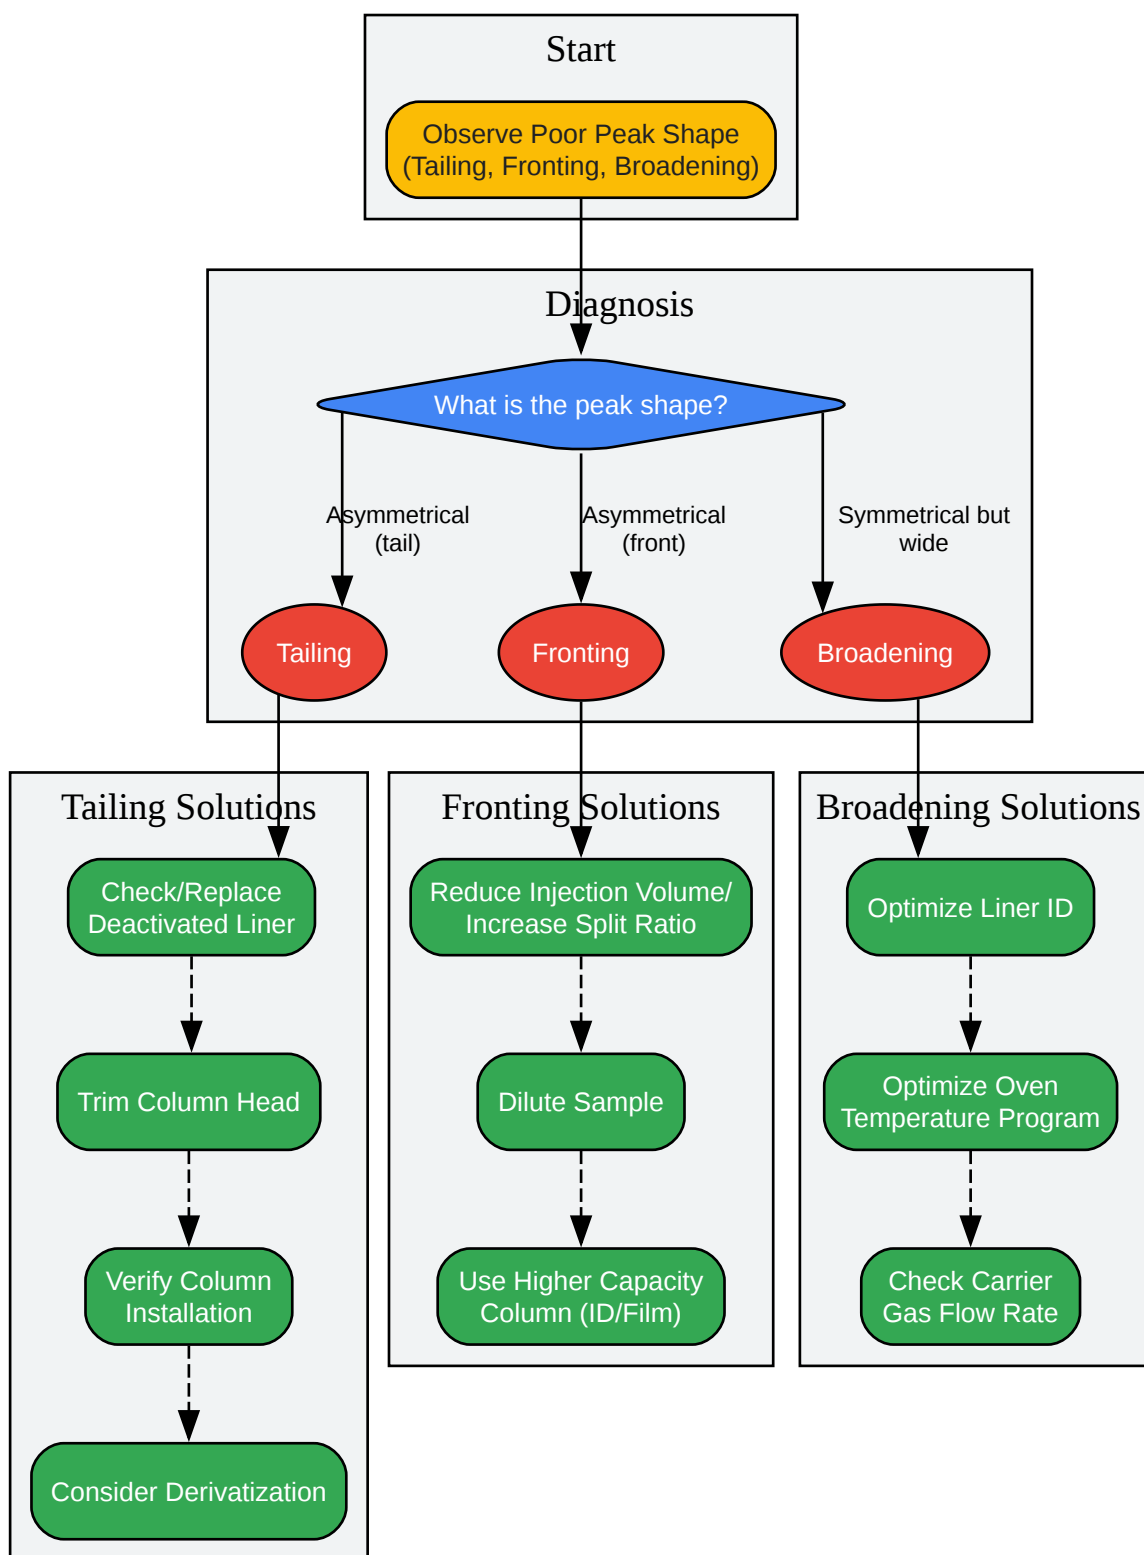 Start
Observe Poor Peak Shape
(Tailing, Fronting, Broadening)
Diagnosis
What is the peak shape?
Asymmetrical
(tail)
Asymmetrical
(front)
Symmetrical but
wide
Tailing
Fronting
Broadening
Tailing Solutions
Check/Replace
Deactivated Liner
Trim Column Head
Verify Column
Installation
Consider Derivatization
Fronting Solutions
Reduce Injection Volume/
Increase Split Ratio
Dilute Sample
Use Higher Capacity
Column (ID/Film)
Broadening Solutions
Optimize Liner ID
Optimize Oven
Temperature Program
Check Carrier
Gas Flow Rate